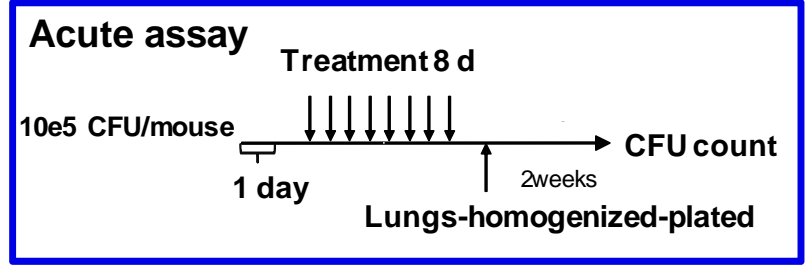 Acute assay
Treatment 8 d
10e5 CFU/mouse
CFU count
1 day
2weeks
Lungs-homogenized-plated